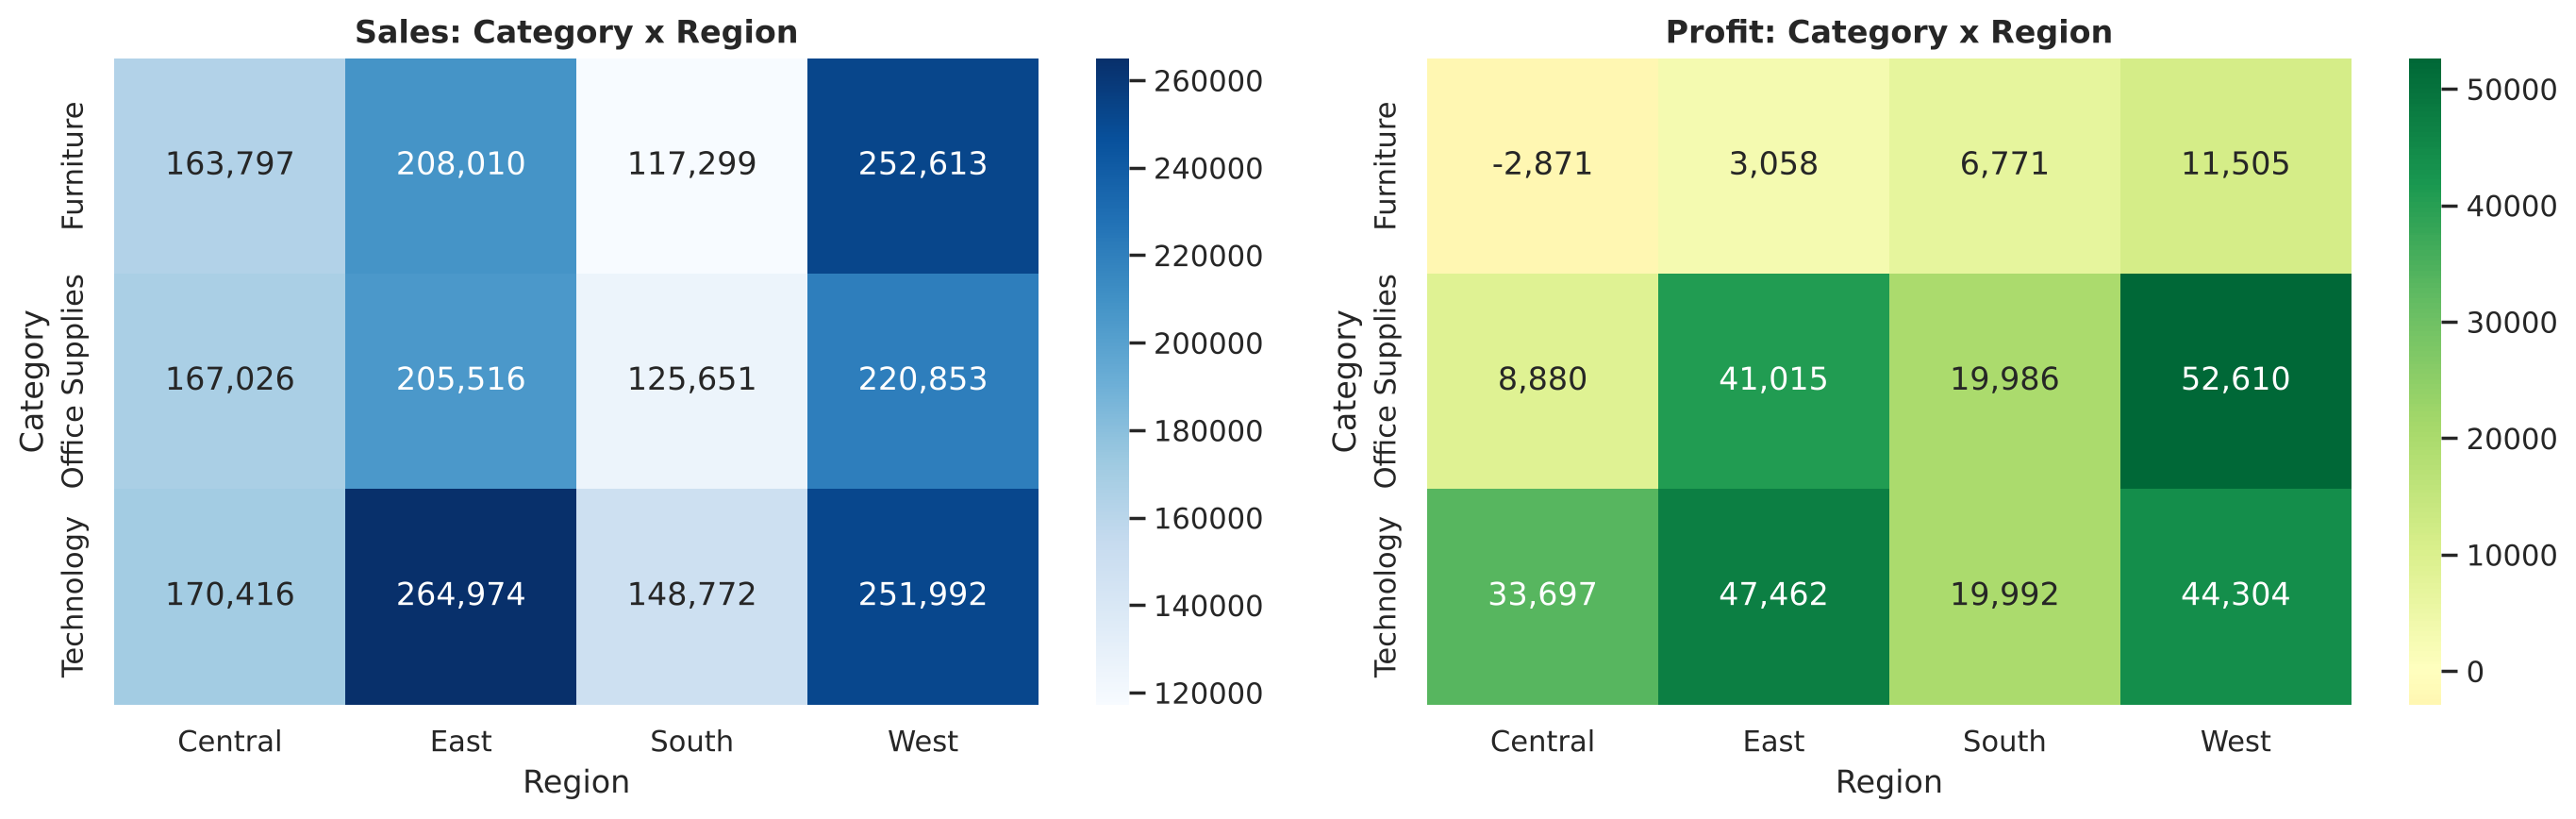 Sales: Category x Region
Category
Furniture
Office Supplies
Technology
163,797 208,010 117,299 252,613
167,026 205,516 125,651 220,853
170,416 264,974 148,772 251,992
Central East South West
Region
260000
240000
220000
200000
180000
160000
140000
120000
Profit: Category x Region
Category
Furniture
Office Supplies
Technology
-2,871 3,058 6,771 11,505
8,880 41,015 19,986 52,610
33,697 47,462 19,992 44,304
Central East South West
Region
50000
40000
30000
20000
10000
0